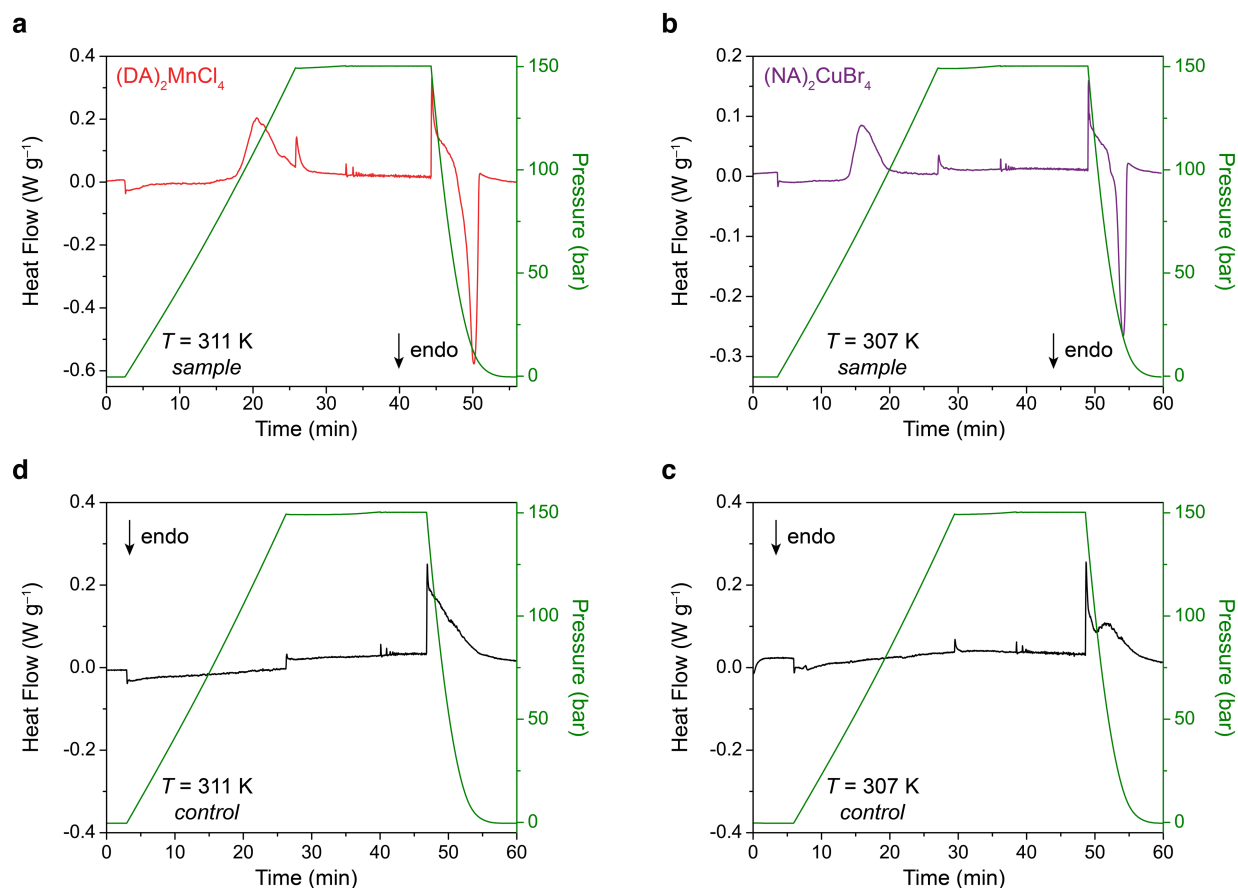 a
(DA)₂MnCl₄
0.4
0.2
0.0
-0.2
-0.4
-0.6
Heat Flow (W g⁻¹)
150
100
50
0
Pressure (bar)
T = 311 K
sample
endo
0 10 20 30 40 50
Time (min)
b
(NA)₂CuBr₄
0.2
0.1
0.0
-0.1
-0.2
-0.3
Heat Flow (W g⁻¹)
150
100
50
0
Pressure (bar)
T = 307 K
sample
endo
0 10 20 30 40 50 60
Time (min)
d
endo
0.4
0.2
0.0
-0.2
-0.4
Heat Flow (W g⁻¹)
150
100
50
0
Pressure (bar)
T = 311 K
control
0 10 20 30 40 50 60
Time (min)
c
endo
0.4
0.2
0.0
-0.2
-0.4
Heat Flow (W g⁻¹)
150
100
50
0
Pressure (bar)
T = 307 K
control
0 10 20 30 40 50 60
Time (min)